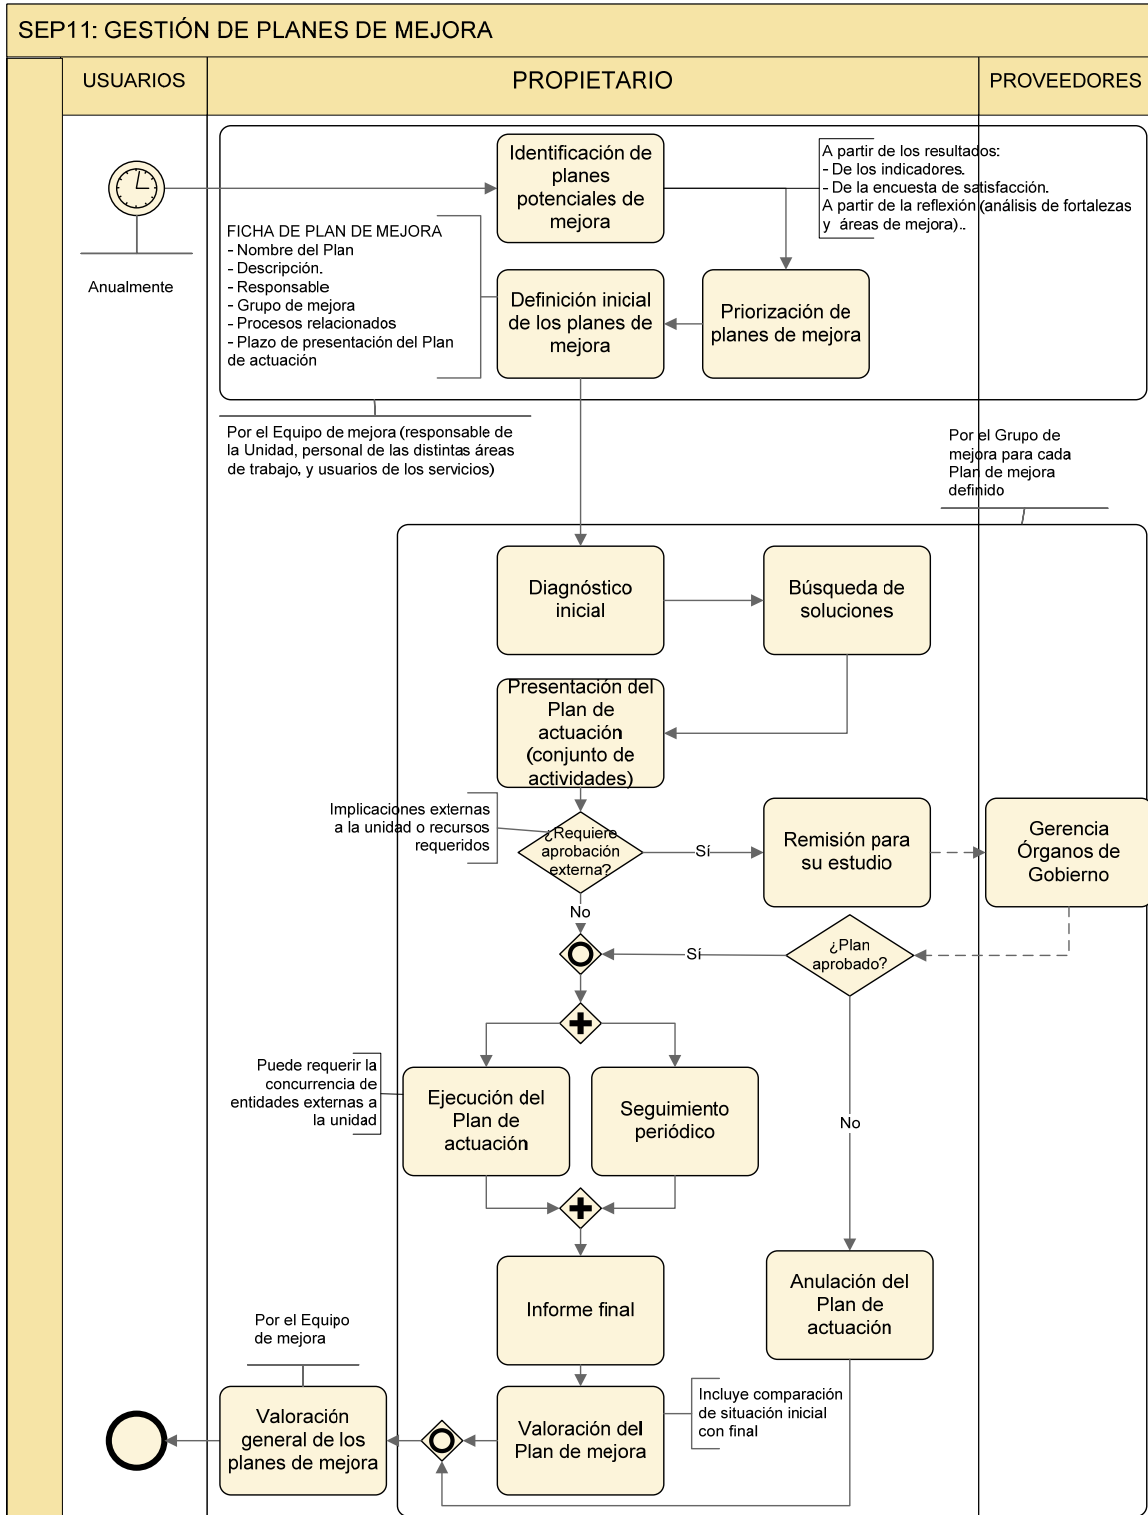 SEP11: GESTIÓN DE PLANES DE MEJORA
USUARIOS
PROPIETARIO
PROVEEDORES
Identificación de
planes
potenciales de
mejora
A partir de los resultados:
- De los indicadores.
- De la encuesta de satisfacción.
A partir de la reflexión (análisis de fortalezas
y áreas de mejora)..
Anualmente
FICHA DE PLAN DE MEJORA
- Nombre del Plan
- Descripción.
- Responsable
- Grupo de mejora
- Procesos relacionados
- Plazo de presentación del Plan
de actuación
Definición inicial
de los planes de
mejora
Priorización de
planes de mejora
Por el Equipo de mejora (responsable de
la Unidad, personal de las distintas áreas
de trabajo, y usuarios de los servicios)
Por el Grupo de
mejora para cada
Plan de mejora
definido
Diagnóstico
inicial
Búsqueda de
soluciones
Presentación del
Plan de
actuación
(conjunto de
actividades)
Implicaciones externas
a la unidad o recursos
requeridos
¿Requiere
aprobación
externa?
Sí
Remisión para
su estudio
Gerencia
Órganos de
Gobierno
No
Sí
¿Plan
aprobado?
Puede requerir la
concurrencia de
entidades externas a
la unidad
Ejecución del
Plan de
actuación
Seguimiento
periódico
No
Informe final
Anulación del
Plan de
actuación
Por el Equipo
de mejora
Valoración
general de los
planes de mejora
Valoración del
Plan de mejora
Incluye comparación
de situación inicial
con final